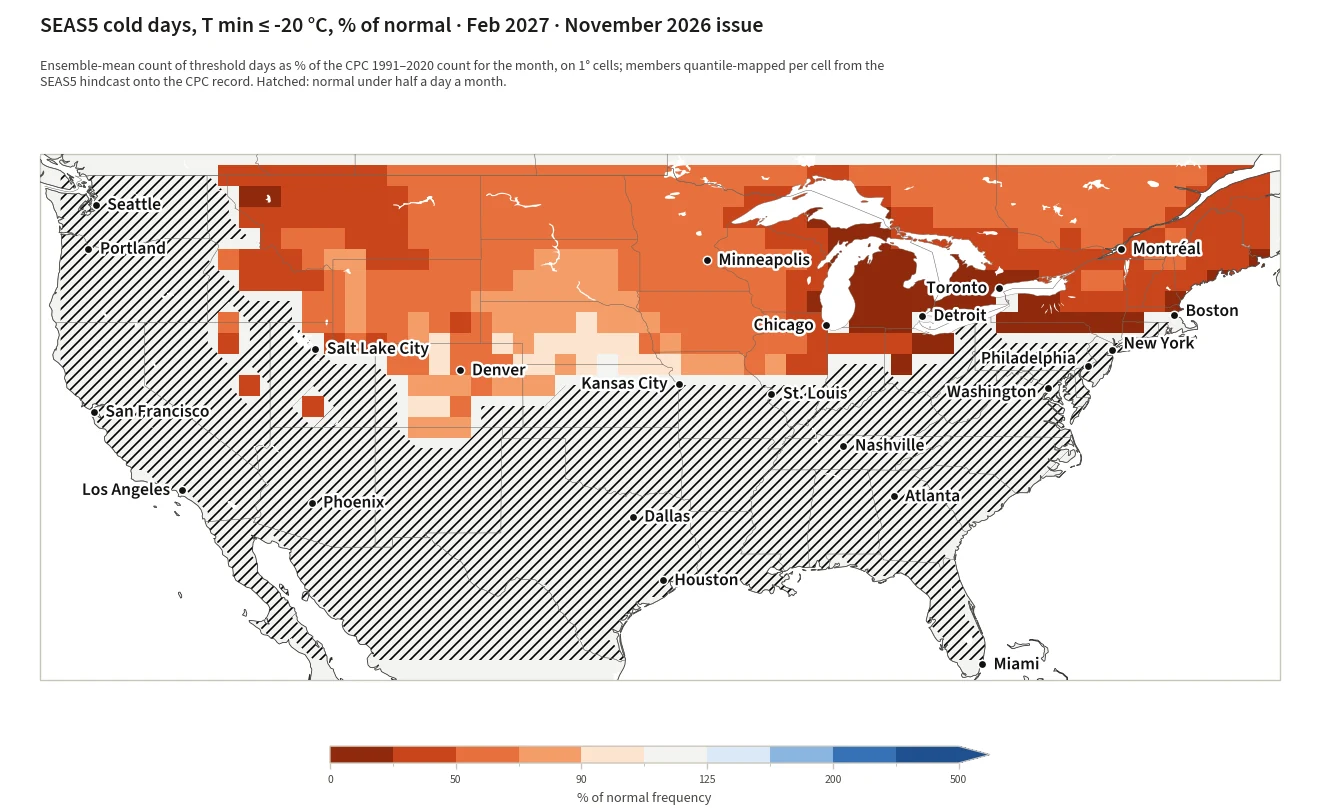 SEAS5 cold days, T min ≤ -20 °C, % of normal · Feb 2027 · November 2026 issue
Ensemble-mean count of threshold days as % of the CPC 1991–2020 count for the month, on 1° cells; members quantile-mapped per cell from the
SEAS5 hindcast onto the CPC record. Hatched: normal under half a day a month.
Seattle
Portland
Montréal
Minneapolis
Toronto
Boston
Detroit
Chicago
New York
Salt Lake City
Philadelphia
Denver
Kansas City
Washington
St. Louis
San Francisco
Nashville
Los Angeles
Phoenix
Atlanta
Dallas
Houston
Miami
0 50 90 125 200 500
% of normal frequency